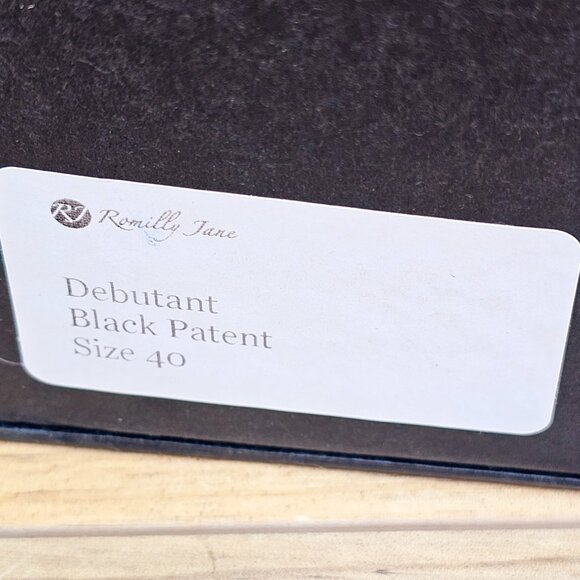 RJ Romilly Jane
Debutant
Black Patent
Size 40